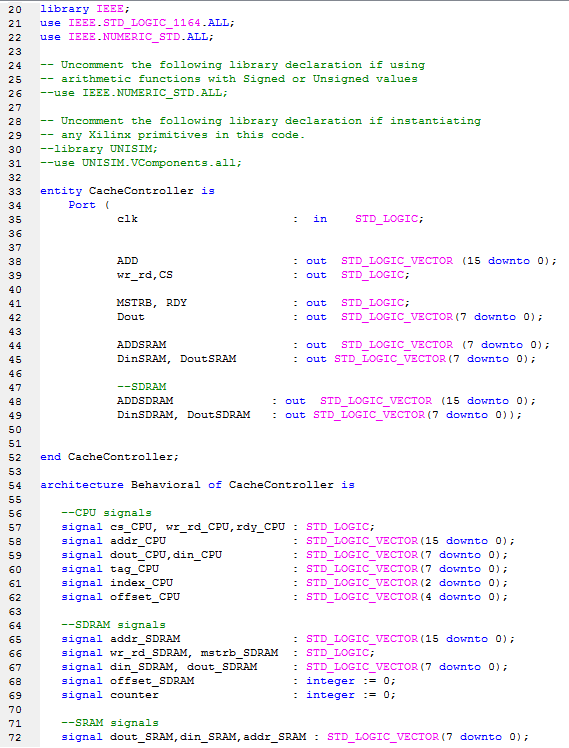 20 library IEEE;
21 use IEEE.STD_LOGIC_1164.ALL;
22 use IEEE.NUMERIC_STD.ALL;
23
24 -- Uncomment the following library declaration if using
25 -- arithmetic functions with Signed or Unsigned values
26 --use IEEE.NUMERIC_STD.ALL;
27
28 -- Uncomment the following library declaration if instantiating
29 -- any Xilinx primitives in this code.
30 --library UNISIM;
31 --use UNISIM.VComponents.all;
32
33 entity CacheController is
34 Port (
35 clk : in STD_LOGIC;
36
37
38 ADD : out STD_LOGIC_VECTOR (15 downto 0);
39 wr_rd,CS : out STD_LOGIC;
40
41 MSTRB, RDY : out STD_LOGIC;
42 Dout : out STD_LOGIC_VECTOR(7 downto 0);
43
44 ADDSRAM : out STD_LOGIC_VECTOR (7 downto 0);
45 DinSRAM, DoutSRAM : out STD_LOGIC_VECTOR(7 downto 0);
46
47 --SDRAM
48 ADDSDRAM : out STD_LOGIC_VECTOR (15 downto 0);
49 DinSDRAM, DoutSDRAM : out STD_LOGIC_VECTOR(7 downto 0));
50
51
52 end CacheController;
53
54 architecture Behavioral of CacheController is
55
56 --CPU signals
57 signal cs_CPU, wr_rd_CPU,rdy_CPU : STD_LOGIC;
58 signal addr_CPU : STD_LOGIC_VECTOR(15 downto 0);
59 signal dout_CPU,din_CPU : STD_LOGIC_VECTOR(7 downto 0);
60 signal tag_CPU : STD_LOGIC_VECTOR(7 downto 0);
61 signal index_CPU : STD_LOGIC_VECTOR(2 downto 0);
62 signal offset_CPU : STD_LOGIC_VECTOR(4 downto 0);
63
64 --SDRAM signals
65 signal addr_SDRAM : STD_LOGIC_VECTOR(15 downto 0);
66 signal wr_rd_SDRAM, mstrb_SDRAM : STD_LOGIC;
67 signal din_SDRAM, dout_SDRAM : STD_LOGIC_VECTOR(7 downto 0);
68 signal offset_SDRAM : integer := 0;
69 signal counter : integer := 0;
70
71 --SRAM signals
72 signal dout_SRAM,din_SRAM,addr_SRAM : STD_LOGIC_VECTOR(7 downto 0);